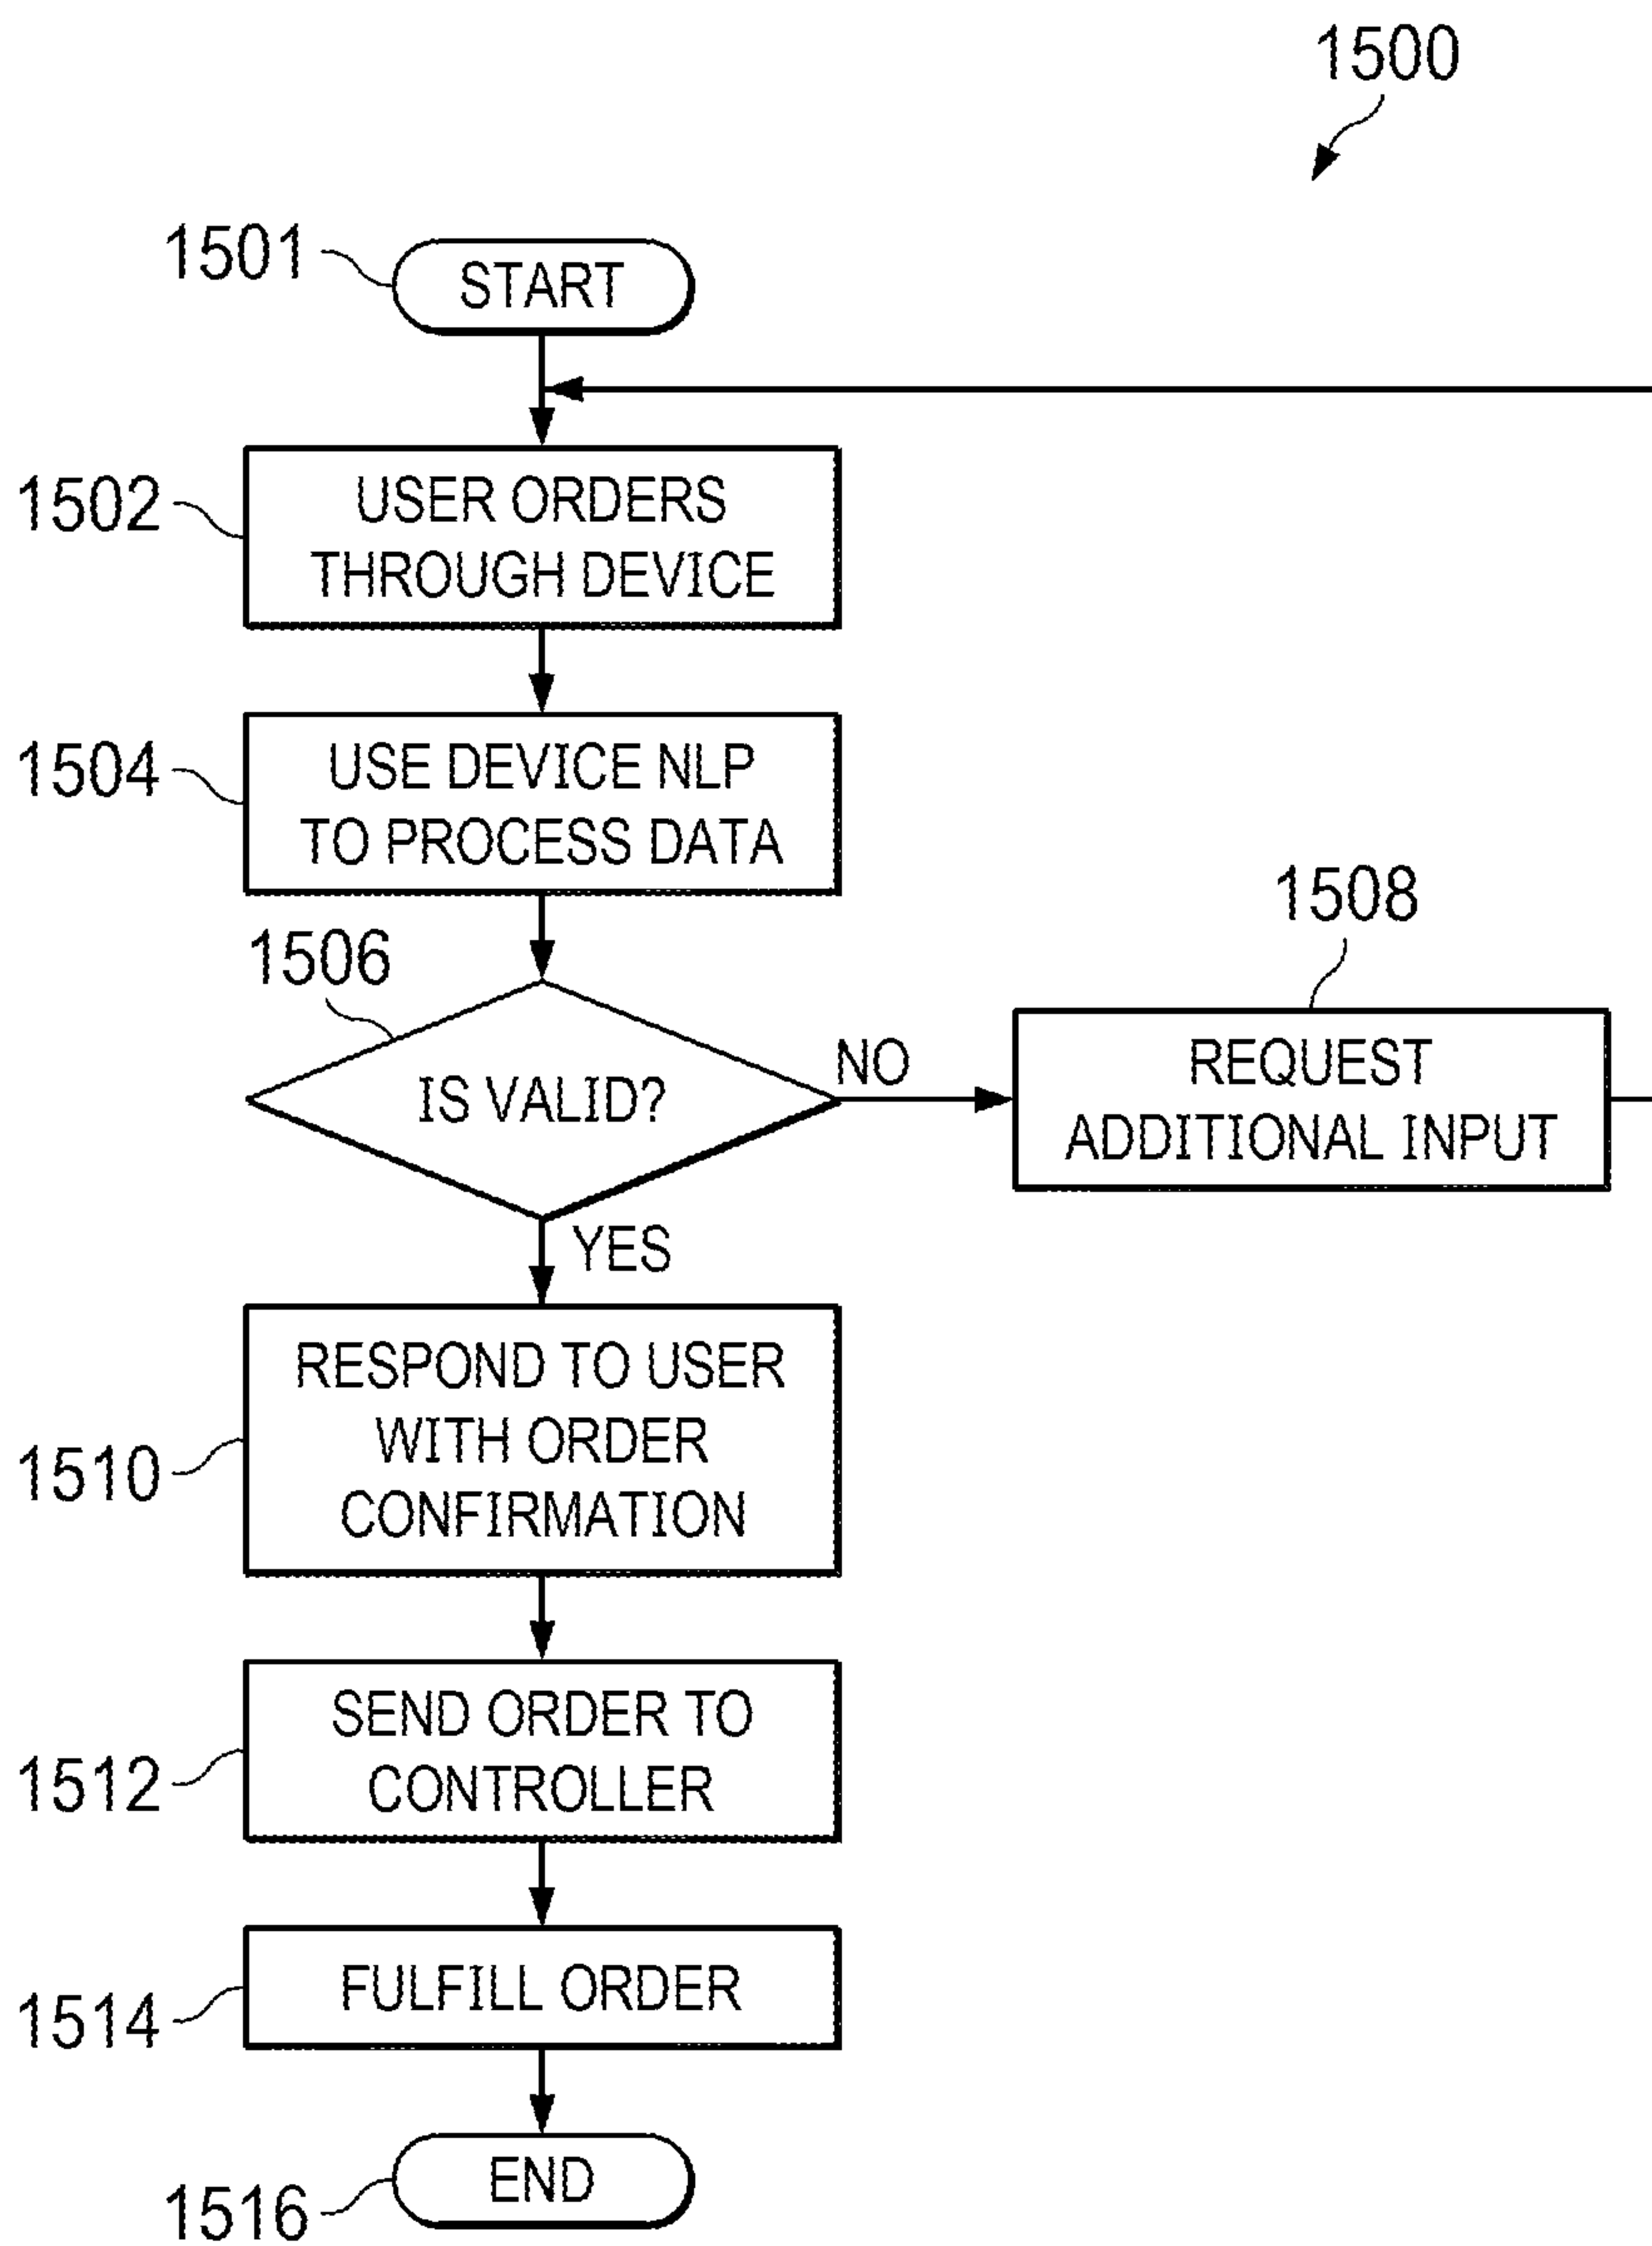 1500
1501
START
1502
USER ORDERS
THROUGH DEVICE
1504
USE DEVICE NLP
TO PROCESS DATA
1506
IS VALID?
NO
1508
REQUEST
ADDITIONAL INPUT
YES
1510
RESPOND TO USER
WITH ORDER
CONFIRMATION
1512
SEND ORDER TO
CONTROLLER
1514
FULFILL ORDER
1516
END